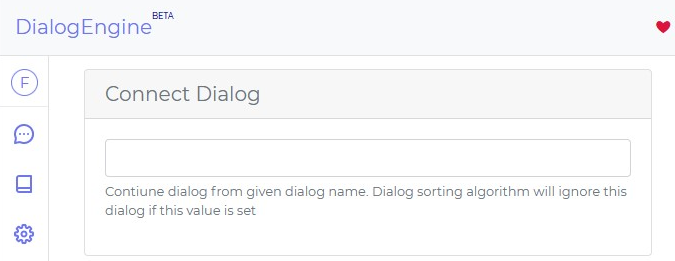 DialogEngine BETA
F
Connect Dialog
Contiune dialog from given dialog name. Dialog sorting algorithm will ignore this
dialog if this value is set